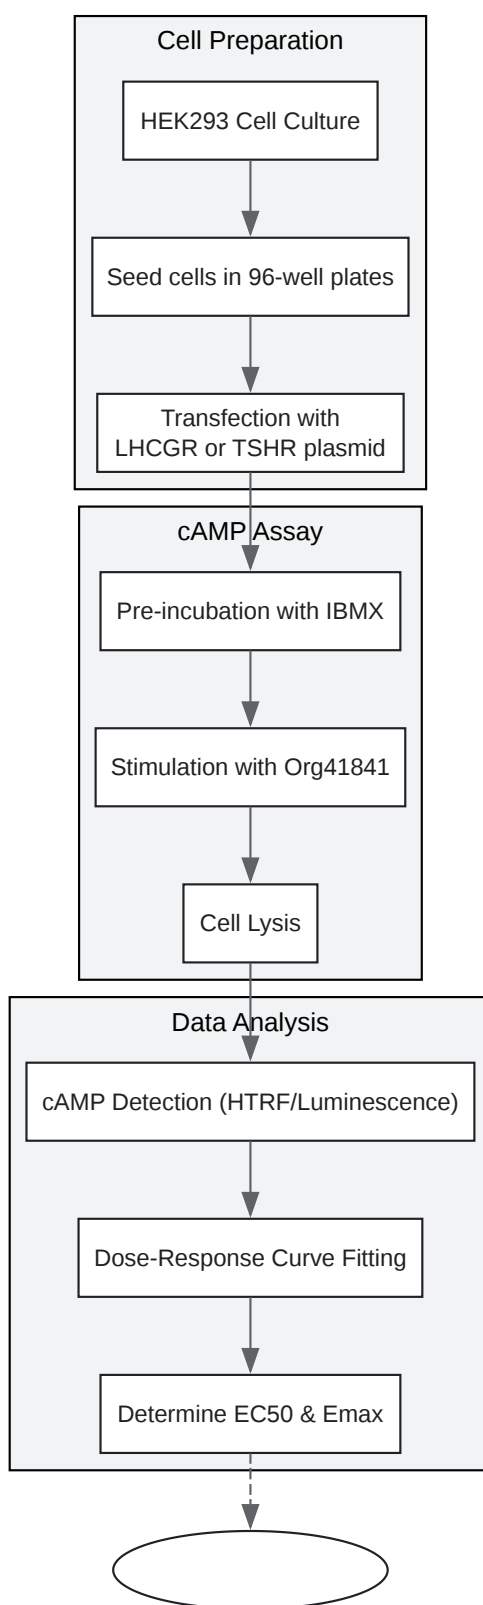 Cell Preparation
HEK293 Cell Culture
Seed cells in 96-well plates
Transfection with
LHCGR or TSHR plasmid
cAMP Assay
Pre-incubation with IBMX
Stimulation with Org41841
Cell Lysis
Data Analysis
cAMP Detection (HTRF/Luminescence)
Dose-Response Curve Fitting
Determine EC50 & Emax